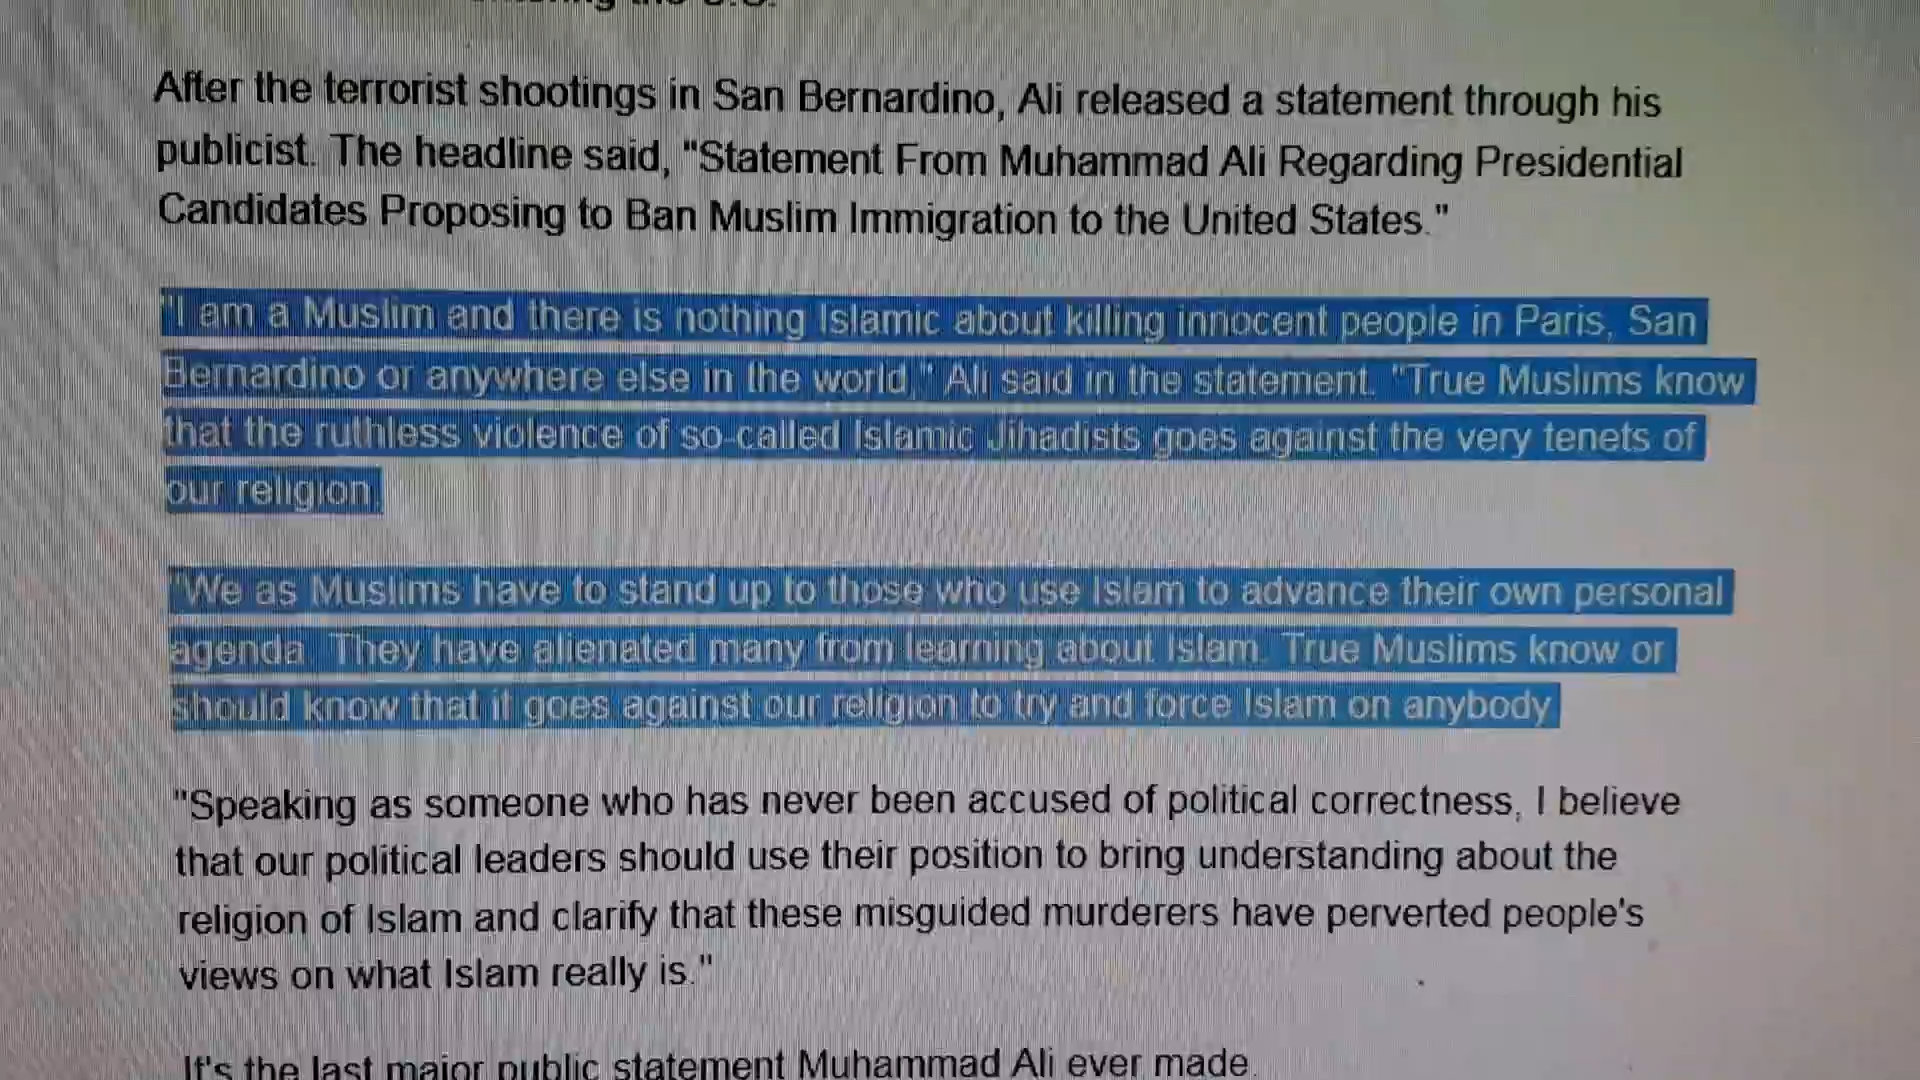 the U.S.
After the terrorist shootings in San Bernardino, Ali released a statement through his
publicist. The headline said, "Statement From Muhammad Ali Regarding Presidential
Candidates Proposing to Ban Muslim Immigration to the United States."
"I am a Muslim and there is nothing Islamic about killing innocent people in Paris, San
Bernardino or anywhere else in the world," Ali said in the statement. "True Muslims know
that the ruthless violence of so-called Islamic Jihadists goes against the very tenets of
our religion.
"We as Muslims have to stand up to those who use Islam to advance their own personal
agenda. They have alienated many from learning about Islam. True Muslims know or
should know that it goes against our religion to try and force Islam on anybody
"Speaking as someone who has never been accused of political correctness, I believe
that our political leaders should use their position to bring understanding about the
religion of Islam and clarify that these misguided murderers have perverted people's
views on what Islam really is."
It's the last major public statement Muhammad Ali ever made.